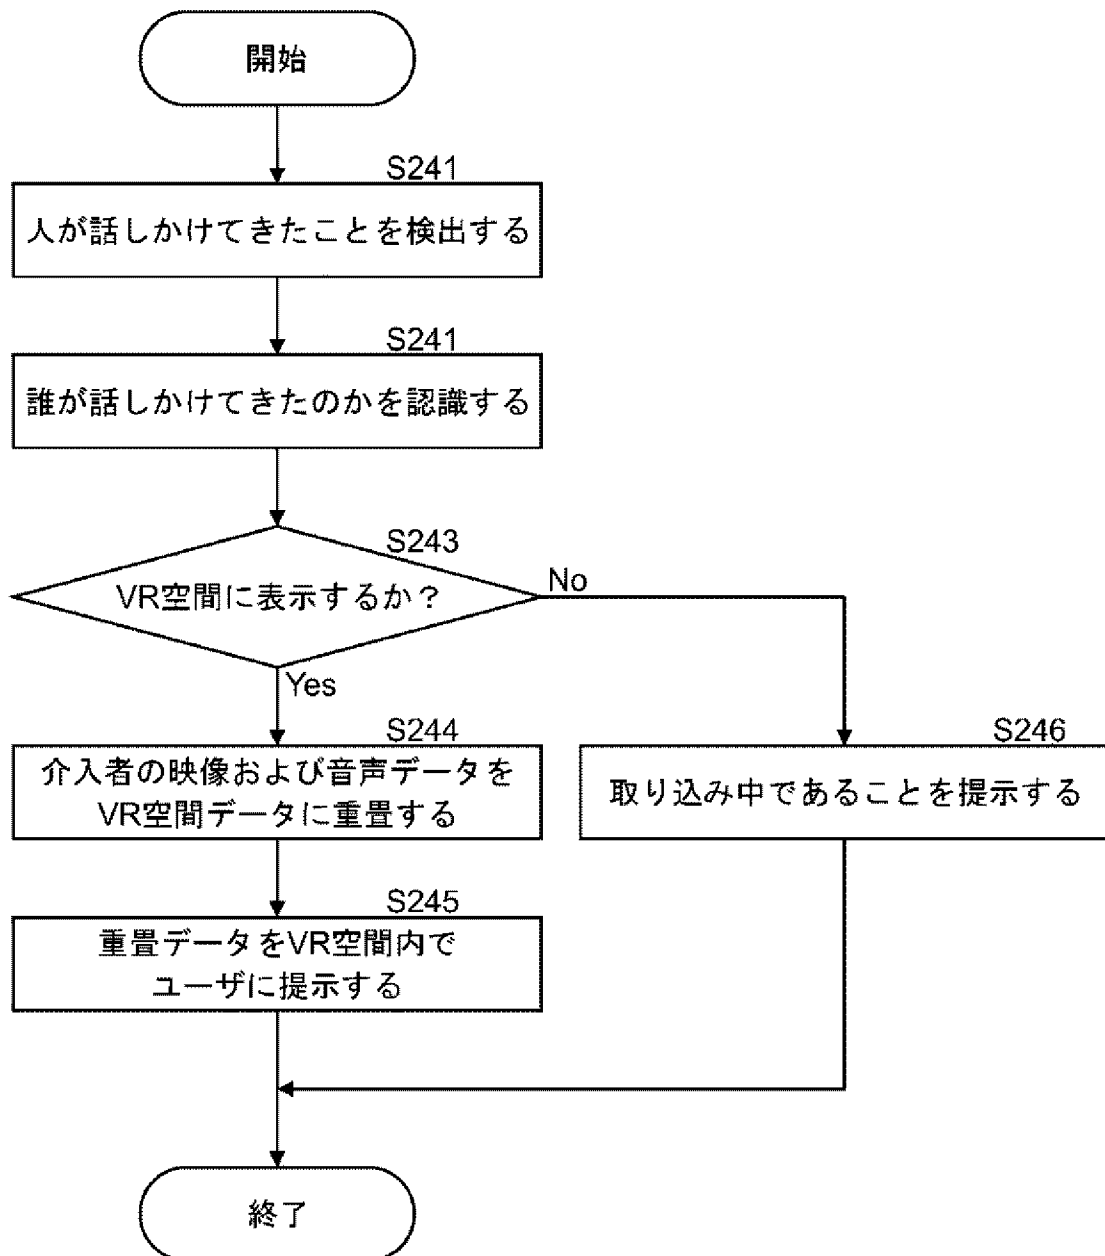 開始
S241
人が話しかけてきたことを検出する
S241
誰が話しかけてきたのかを認識する
S243
VR空間に表示するか？
No
Yes
S244
介入者の映像および音声データを
VR空間データに重畳する
S246
取り込み中であることを提示する
S245
重畳データをVR空間内で
ユーザに提示する
終了